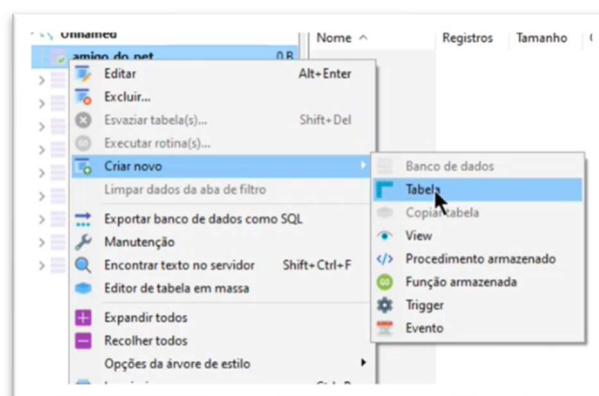 Unnamed
amigo_do_pet 0 B
Nome Registros Tamanho
Editar Alt+Enter
Excluir...
Esvaziar tabela(s)... Shift+Del
Executar rotina(s)...
Criar novo
Limpar dados da aba de filtro
Exportar banco de dados como SQL
Manutenção
Encontrar texto no servidor Shift+Ctrl+F
Editor de tabela em massa
Expandir todos
Recolher todos
Opções da árvore de estilo
Banco de dados
Tabela
Copiar tabela
View
Procedimento armazenado
Função armazenada
Trigger
Evento